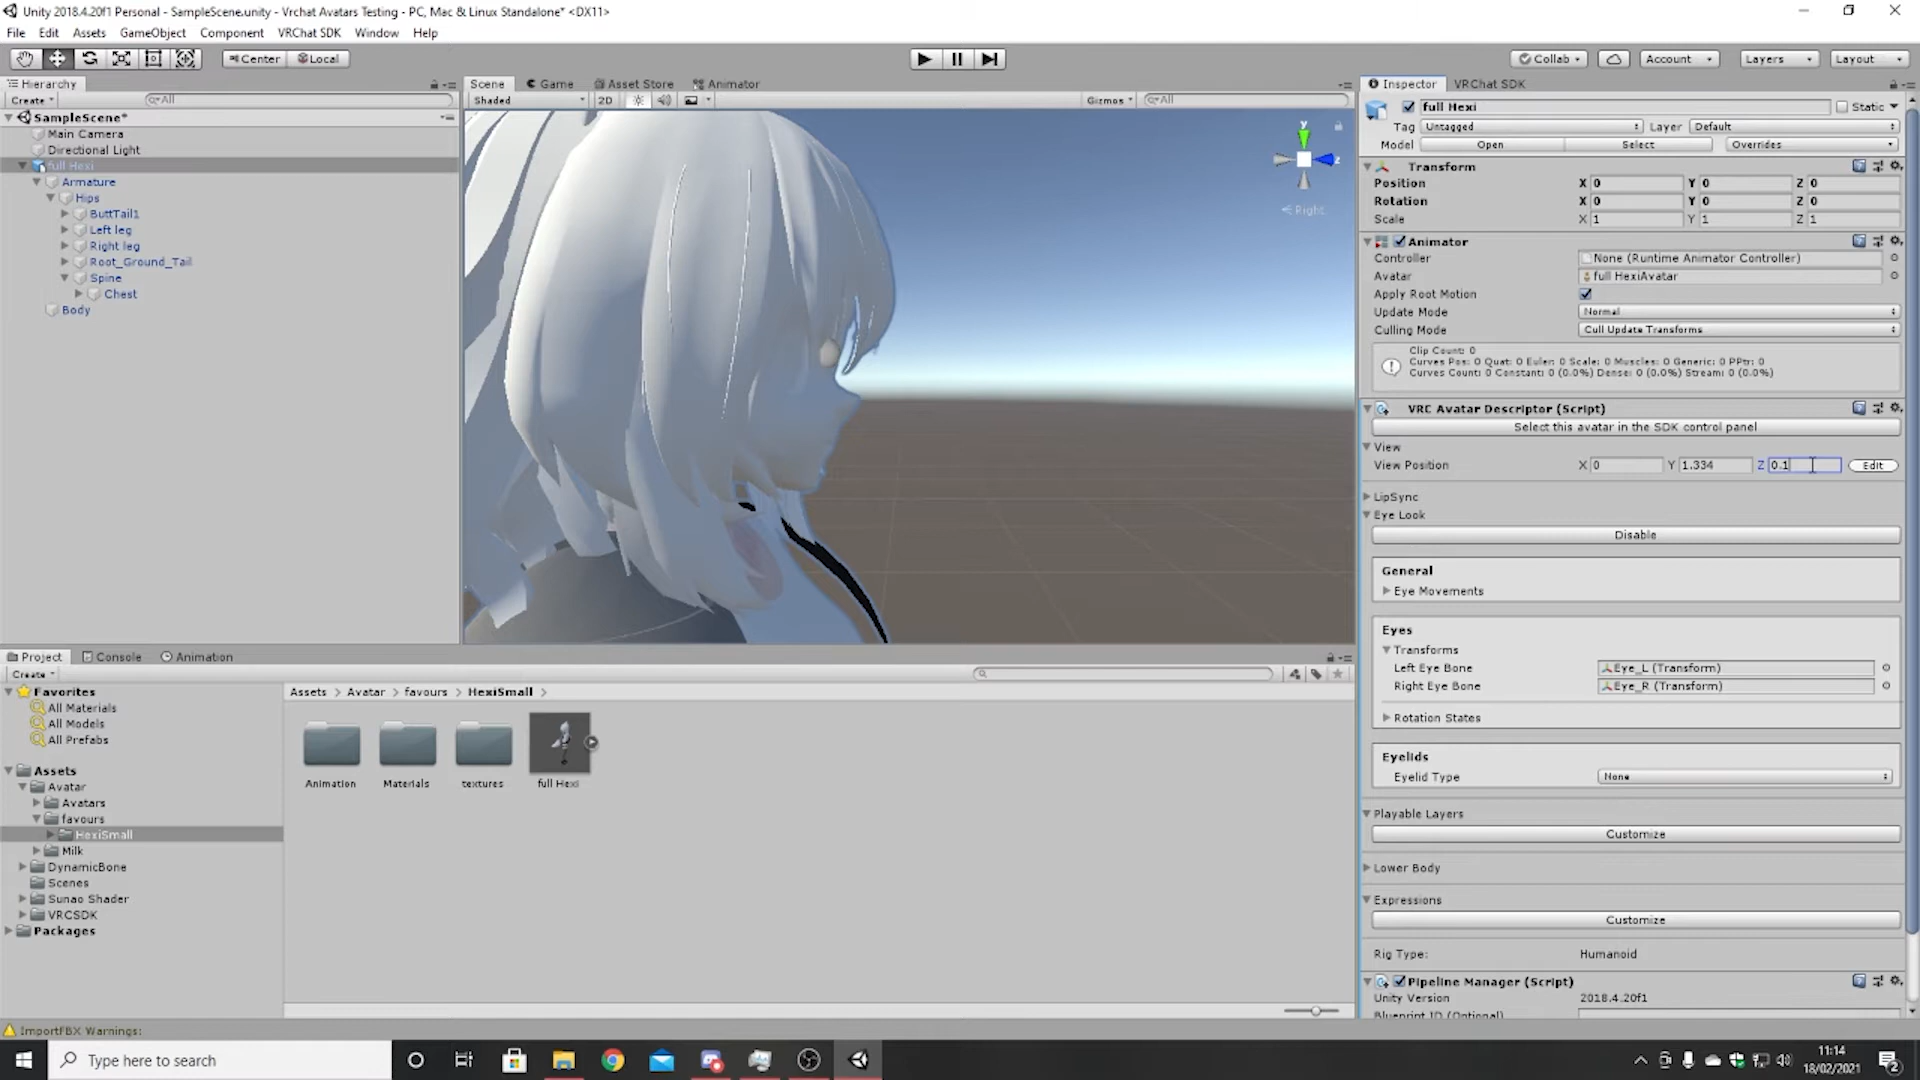 Unity 2018.4.20f1 Personal - SampleScene.unity - Vrchat Avatars Testing - PC, Mac & Linux Standalone* <DX11>
File Edit Assets GameObject Component VRChat SDK Window Help
Center Local Collab Account Layers Layout
Hierarchy
Create All
SampleScene*
Main Camera
Directional Light
full Hexi
Armature
Hips
ButtTail1
Left leg
Right leg
Root_Ground_Tail
Spine
Chest
Body
Scene Game Asset Store Animator
Shaded 2D Gizmos All
y
z
Right
Inspector VRChat SDK
full Hexi Static
Tag Untagged Layer Default
Model Open Select Overrides
Transform
Position X 0 Y 0 Z 0
Rotation X 0 Y 0 Z 0
Scale X 1 Y 1 Z 1
Animator
Controller None (Runtime Animator Controller)
Avatar full HexiAvatar
Apply Root Motion
Update Mode Normal
Culling Mode Cull Update Transforms
Clip Count: 0
Curves Pos: 0 Quat: 0 Euler: 0 Scale: 0 Muscles: 0 Generic: 0 PPtr: 0
Curves Count: 0 Constant: 0 (0.0%) Dense: 0 (0.0%) Stream: 0 (0.0%)
VRC Avatar Descriptor (Script)
Select this avatar in the SDK control panel
View
View Position X 0 Y 1.334 Z 0.1 Edit
LipSync
Eye Look
Disable
General
Eye Movements
Eyes
Transforms
Left Eye Bone Eye_L (Transform)
Right Eye Bone Eye_R (Transform)
Rotation States
Eyelids
Eyelid Type None
Playable Layers
Customize
Lower Body
Expressions
Customize
Rig Type: Humanoid
Pipeline Manager (Script)
Unity Version 2018.4.20f1
Blueprint ID (Optional)
Project Console Animation
Create
Favorites
All Materials
All Models
All Prefabs
Assets
Avatar
Avatars
favours
HexiSmall
Milk
DynamicBone
Scenes
Sunao Shader
VRCSDK
Packages
Assets > Avatar > favours > HexiSmall >
Animation Materials textures full Hexi
ImportFBX Warnings:
Type here to search
11:14
18/02/2021
2